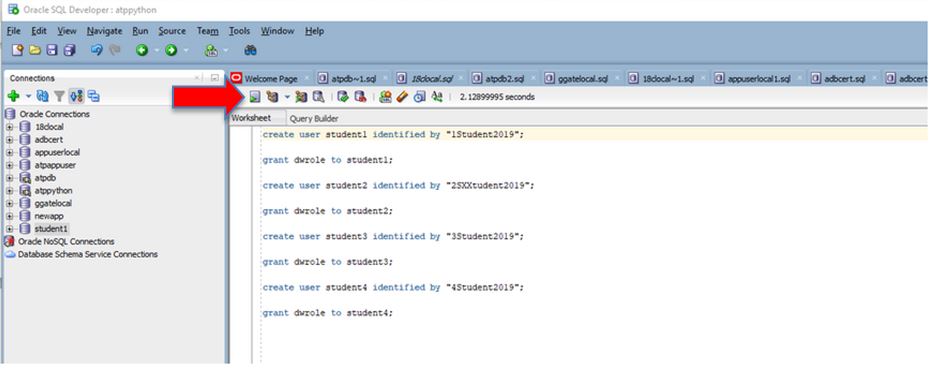 Oracle SQL Developer : atppython
File Edit View Navigate Run Source Team Tools Window Help
Connections
Welcome Page atpdb~1.sql 18clocal.sql atpdb2.sql ggatelocal.sql 18clocal~1.sql appuserlocal1.sql adbcert.sql adbcert
2.12899995 seconds
Worksheet Query Builder
Oracle Connections
18clocal
adbcert
appuserlocal
atpappuser
atpdb
atppython
ggatelocal
newapp
student1
Oracle NoSQL Connections
Database Schema Service Connections
create user student1 identified by "1Student2019";
grant dwrole to student1;
create user student2 identified by "2SXXtudent2019";
grant dwrole to student2;
create user student3 identified by "3Student2019";
grant dwrole to student3;
create user student4 identified by "4Student2019";
grant dwrole to student4;